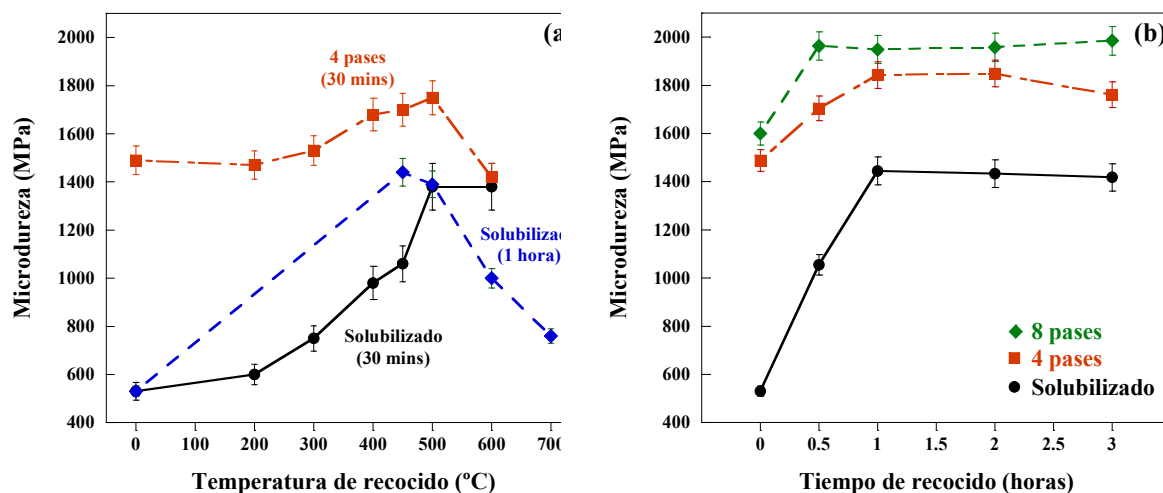 (a
4 pases
(30 mins)
Solubilizado
(1 hora)
Solubilizado
(30 mins)
Microdureza (MPa)
2000
1800
1600
1400
1200
1000
800
600
400
0 100 200 300 400 500 600 700
Temperatura de recocido (ºC)
(b)
Microdureza (MPa)
2000
1800
1600
1400
1200
1000
800
600
400
8 pases
4 pases
Solubilizado
0 0.5 1 1.5 2 2.5 3
Tiempo de recocido (horas)